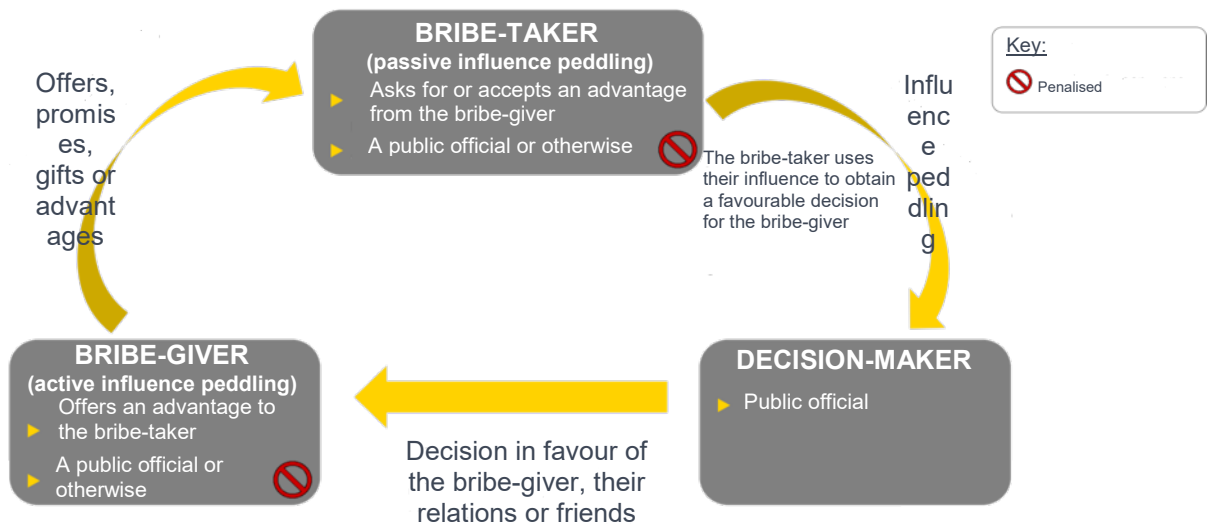 BRIBE-TAKER
(passive influence peddling)
Asks for or accepts an advantage
from the bribe-giver
A public official or otherwise
Key:
Penalised
Offers,
promis
es,
gifts or
advant
ages
Influ
enc
e
ped
dlin
g
The bribe-taker uses
their influence to obtain
a favourable decision
for the bribe-giver
BRIBE-GIVER
(active influence peddling)
Offers an advantage to
the bribe-taker
A public official or
otherwise
DECISION-MAKER
Public official
Decision in favour of
the bribe-giver, their
relations or friends